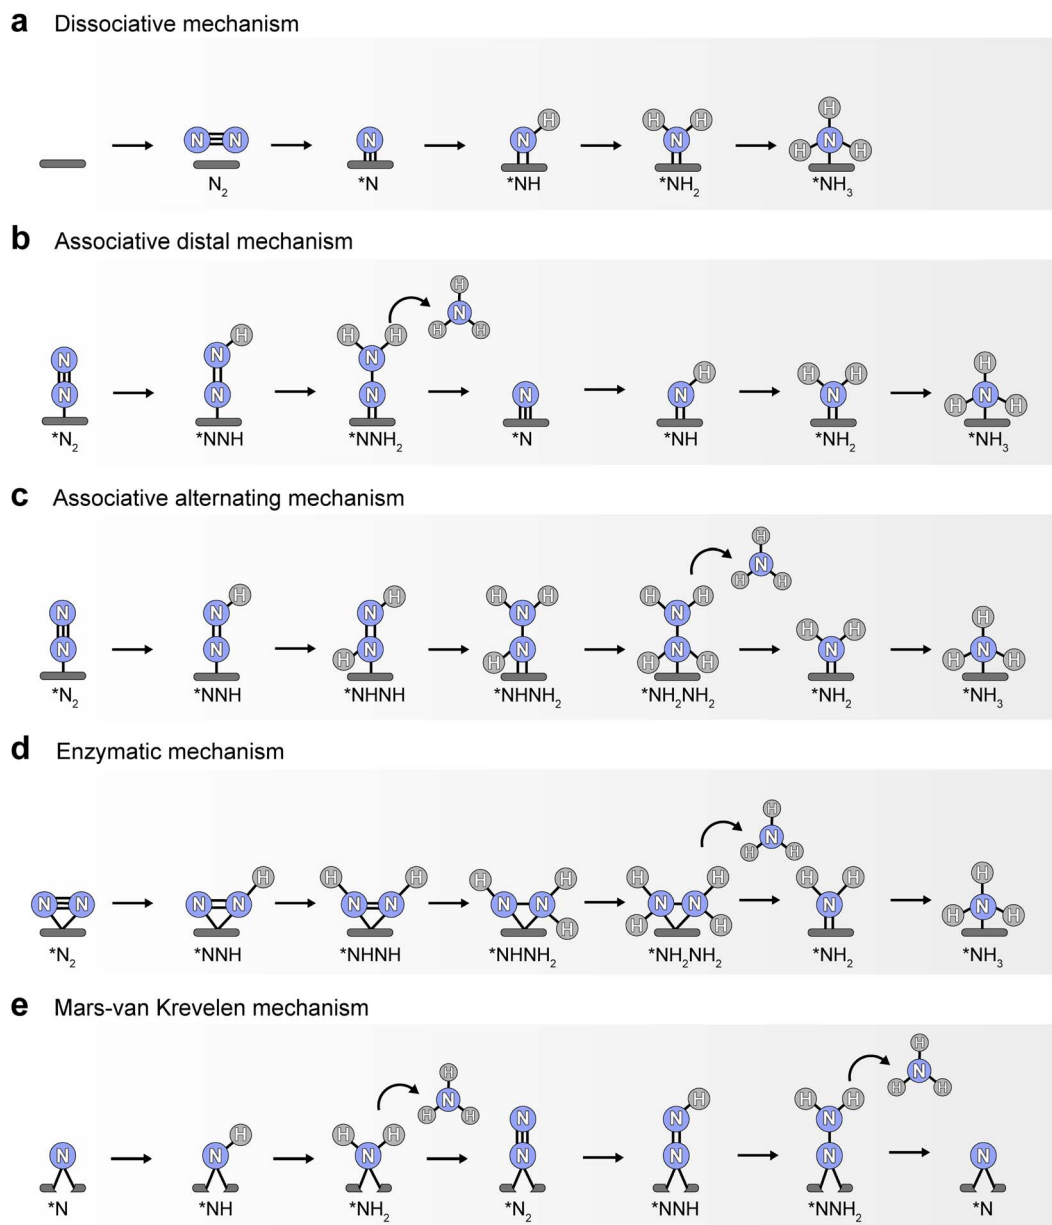 a Dissociative mechanism
N N N N H N H H N H H H N
N₂ *N *NH *NH₂ *NH₃
b Associative distal mechanism
N N H N N H H N N H N H H N H N H H N H H H N
*N₂ *NNH *NNH₂ *N *NH *NH₂ *NH₃
c Associative alternating mechanism
N N H N N H N H N H H N H N H H N H H N H N H H H H N H H H N
*N₂ *NNH *NHNH *NHNH₂ *NH₂NH₂ *NH₂ *NH₃
d Enzymatic mechanism
N N N N H H N N H H N N H H H H N N H H H N H H H H N H H H N
*N₂ *NNH *NHNH *NHNH₂ *NH₂NH₂ *NH₂ *NH₃
e Mars-van Krevelen mechanism
N N H H H N H N H H N N H N N H H N N H N H H N
*N *NH *NH₂ *N₂ *NNH *NNH₂ *N